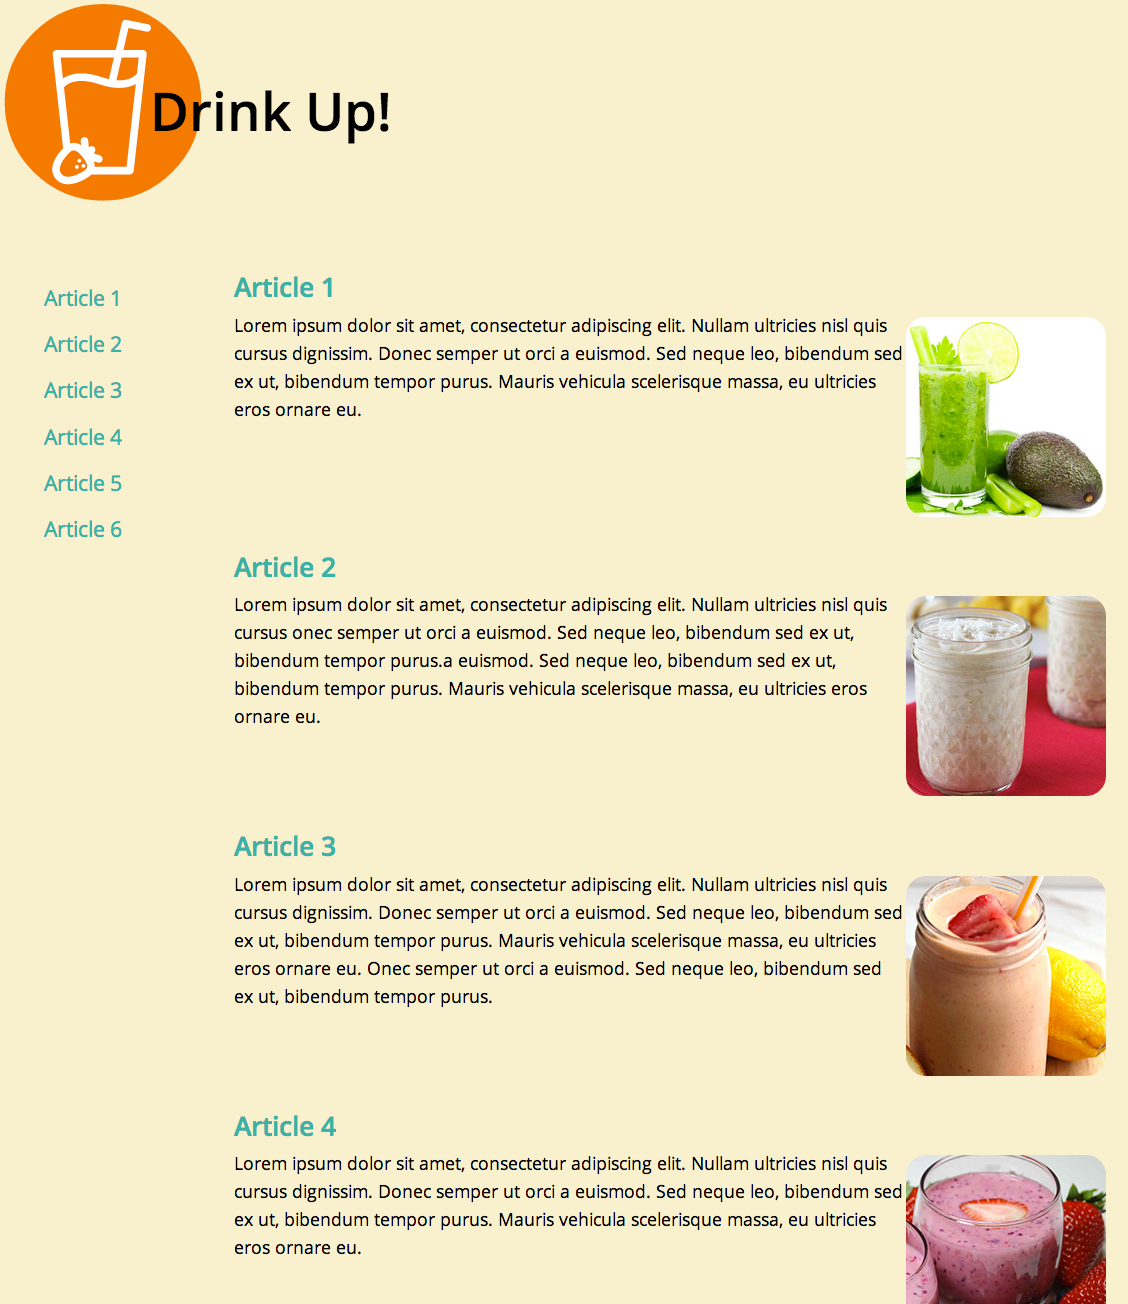 Drink Up!
Article 1
Article 2
Article 3
Article 4
Article 5
Article 6
Article 1
Lorem ipsum dolor sit amet, consectetur adipiscing elit. Nullam ultricies nisl quis
cursus dignissim. Donec semper ut orci a euismod. Sed neque leo, bibendum sed
ex ut, bibendum tempor purus. Mauris vehicula scelerisque massa, eu ultricies
eros ornare eu.
Article 2
Lorem ipsum dolor sit amet, consectetur adipiscing elit. Nullam ultricies nisl quis
cursus onec semper ut orci a euismod. Sed neque leo, bibendum sed ex ut,
bibendum tempor purus.a euismod. Sed neque leo, bibendum sed ex ut,
bibendum tempor purus. Mauris vehicula scelerisque massa, eu ultricies eros
ornare eu.
Article 3
Lorem ipsum dolor sit amet, consectetur adipiscing elit. Nullam ultricies nisl quis
cursus dignissim. Donec semper ut orci a euismod. Sed neque leo, bibendum sed
ex ut, bibendum tempor purus. Mauris vehicula scelerisque massa, eu ultricies
eros ornare eu. Onec semper ut orci a euismod. Sed neque leo, bibendum sed
ex ut, bibendum tempor purus.
Article 4
Lorem ipsum dolor sit amet, consectetur adipiscing elit. Nullam ultricies nisl quis
cursus dignissim. Donec semper ut orci a euismod. Sed neque leo, bibendum sed
ex ut, bibendum tempor purus. Mauris vehicula scelerisque massa, eu ultricies
eros ornare eu.